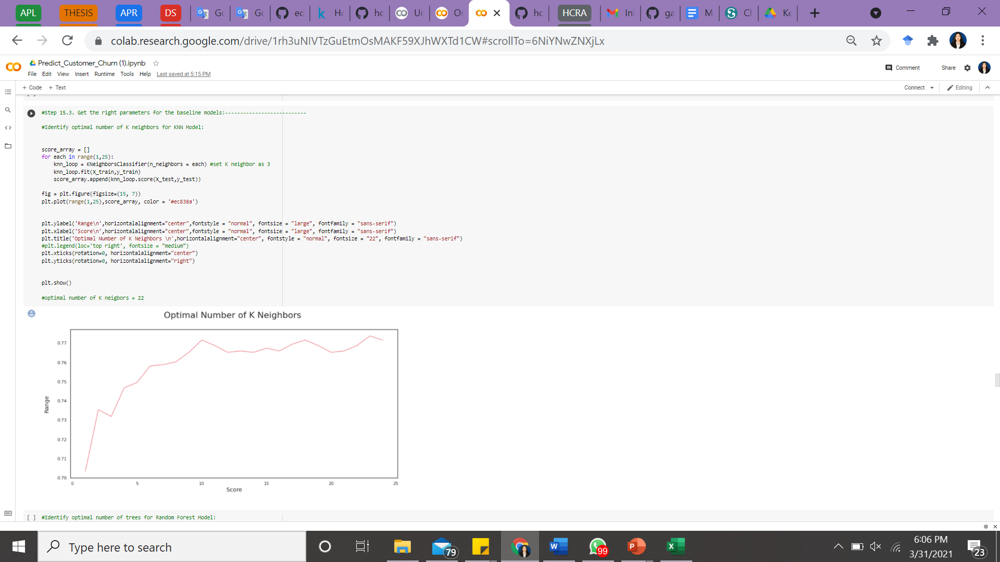 APL THESIS APR DS Go Go ed Ho ho Un On ho HCRA In ga M Ch Ke
colab.research.google.com/drive/1rh3uNIVTzGuEtmOsMAKF59XJhWXTd1CW#scrollTo=6NiYNwZNXjLx
Predict_Customer_Churn (1).ipynb
Comment Share
File Edit View Insert Runtime Tools Help Last saved at 5:15 PM
+ Code + Text
Connect Editing
#Step 15.3. Get the right parameters for the baseline models:---------------------------
#Identify optimal number of K neighbors for KNN Model:
score_array = []
for each in range(1,25):
    knn_loop = KNeighborsClassifier(n_neighbors = each) #set K neighbor as 3
    knn_loop.fit(X_train,y_train)
    score_array.append(knn_loop.score(X_test,y_test))
fig = plt.figure(figsize=(15, 7))
plt.plot(range(1,25),score_array, color = '#ec838a')
plt.ylabel('Range\n',horizontalalignment="center",fontstyle = "normal", fontsize = "large", fontfamily = "sans-serif")
plt.xlabel('Score\n',horizontalalignment="center",fontstyle = "normal", fontsize = "large", fontfamily = "sans-serif")
plt.title('Optimal Number of K Neighbors \n',horizontalalignment="center", fontstyle = "normal", fontsize = "22", fontfamily = "sans-serif")
#plt.legend(loc='top right', fontsize = "medium")
plt.xticks(rotation=0, horizontalalignment="center")
plt.yticks(rotation=0, horizontalalignment="right")
plt.show()
#optimal number of K neigbors = 22
Optimal Number of K Neighbors
0.77
0.76
0.75
0.74
0.73
0.72
0.71
0.70
Range
0 5 10 15 20 25
Score
[ ] #Identify optimal number of trees for Random Forest Model:
Type here to search
79
99
6:06 PM
3/31/2021
23